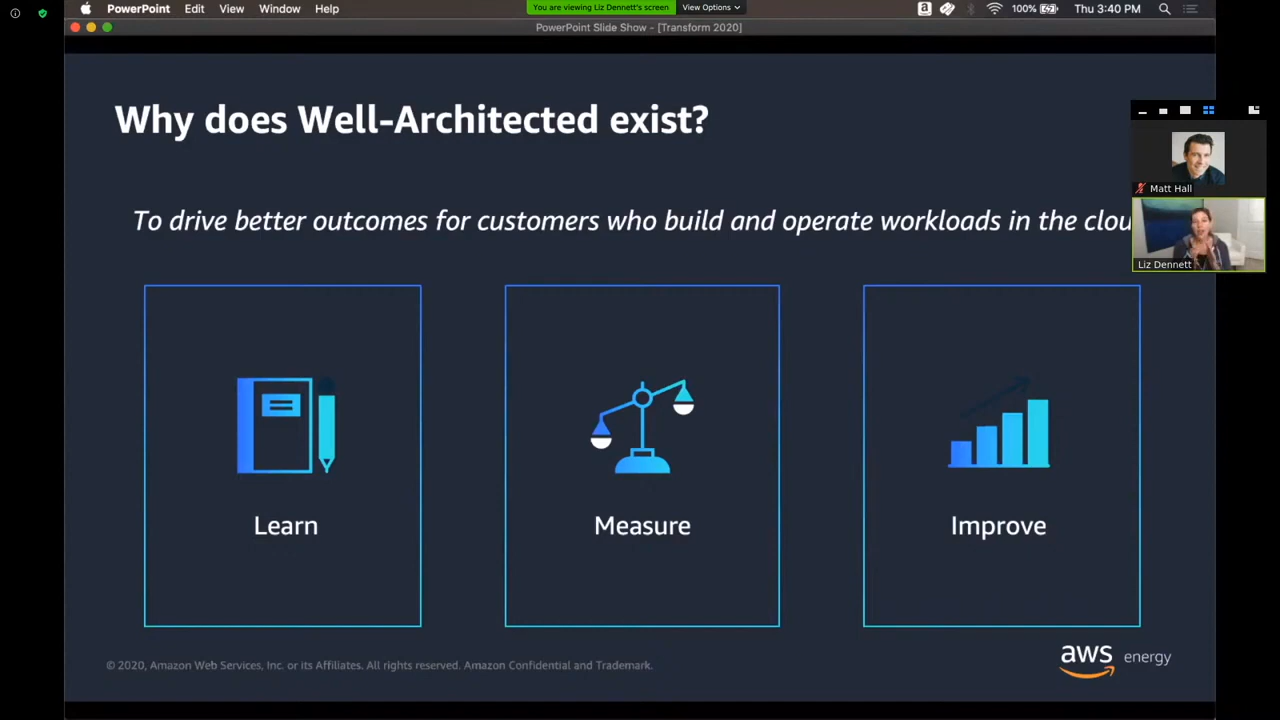 PowerPoint Edit View Window Help
You are viewing Liz Dennett's screen View Options
100% Thu 3:40 PM
PowerPoint Slide Show - [Transform 2020]
Why does Well-Architected exist?
To drive better outcomes for customers who build and operate workloads in the clou
Matt Hall
Liz Dennett
Learn
Measure
Improve
© 2020, Amazon Web Services, Inc. or its Affiliates. All rights reserved. Amazon Confidential and Trademark.
aws energy